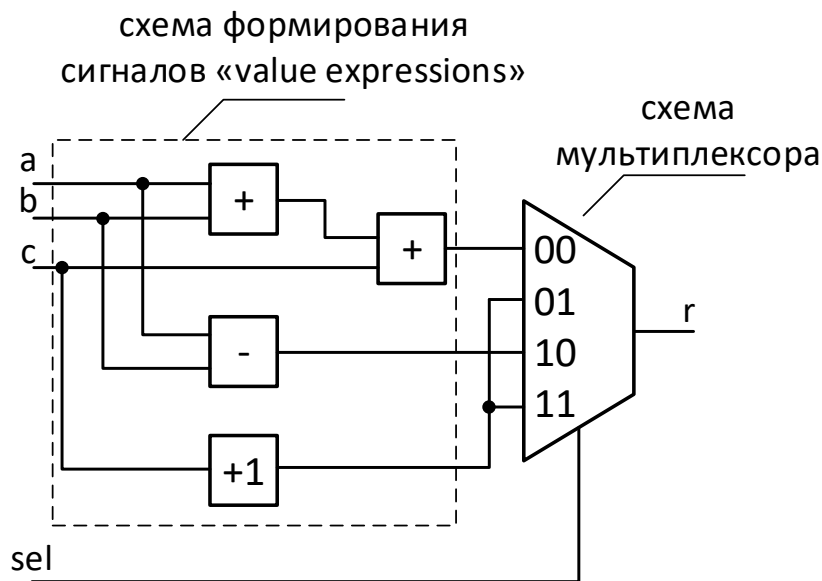 схема формирования
сигналов «value expressions»
схема
мультиплексора
a
b
c
+
+
-
+1
00
01
10
11
r
sel